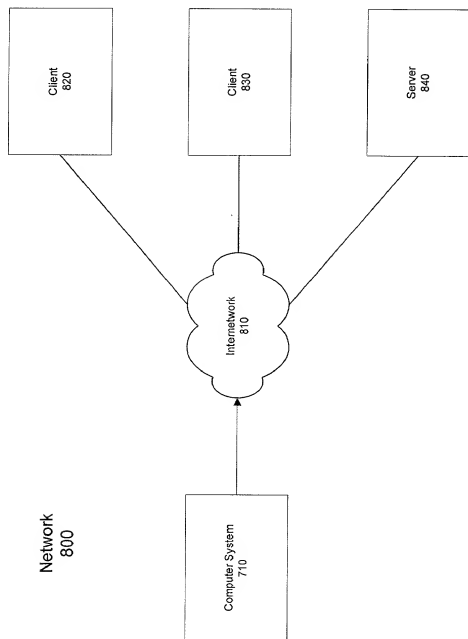 Network
800
Computer System
710
Internetwork
810
Client
820
Client
830
Server
840